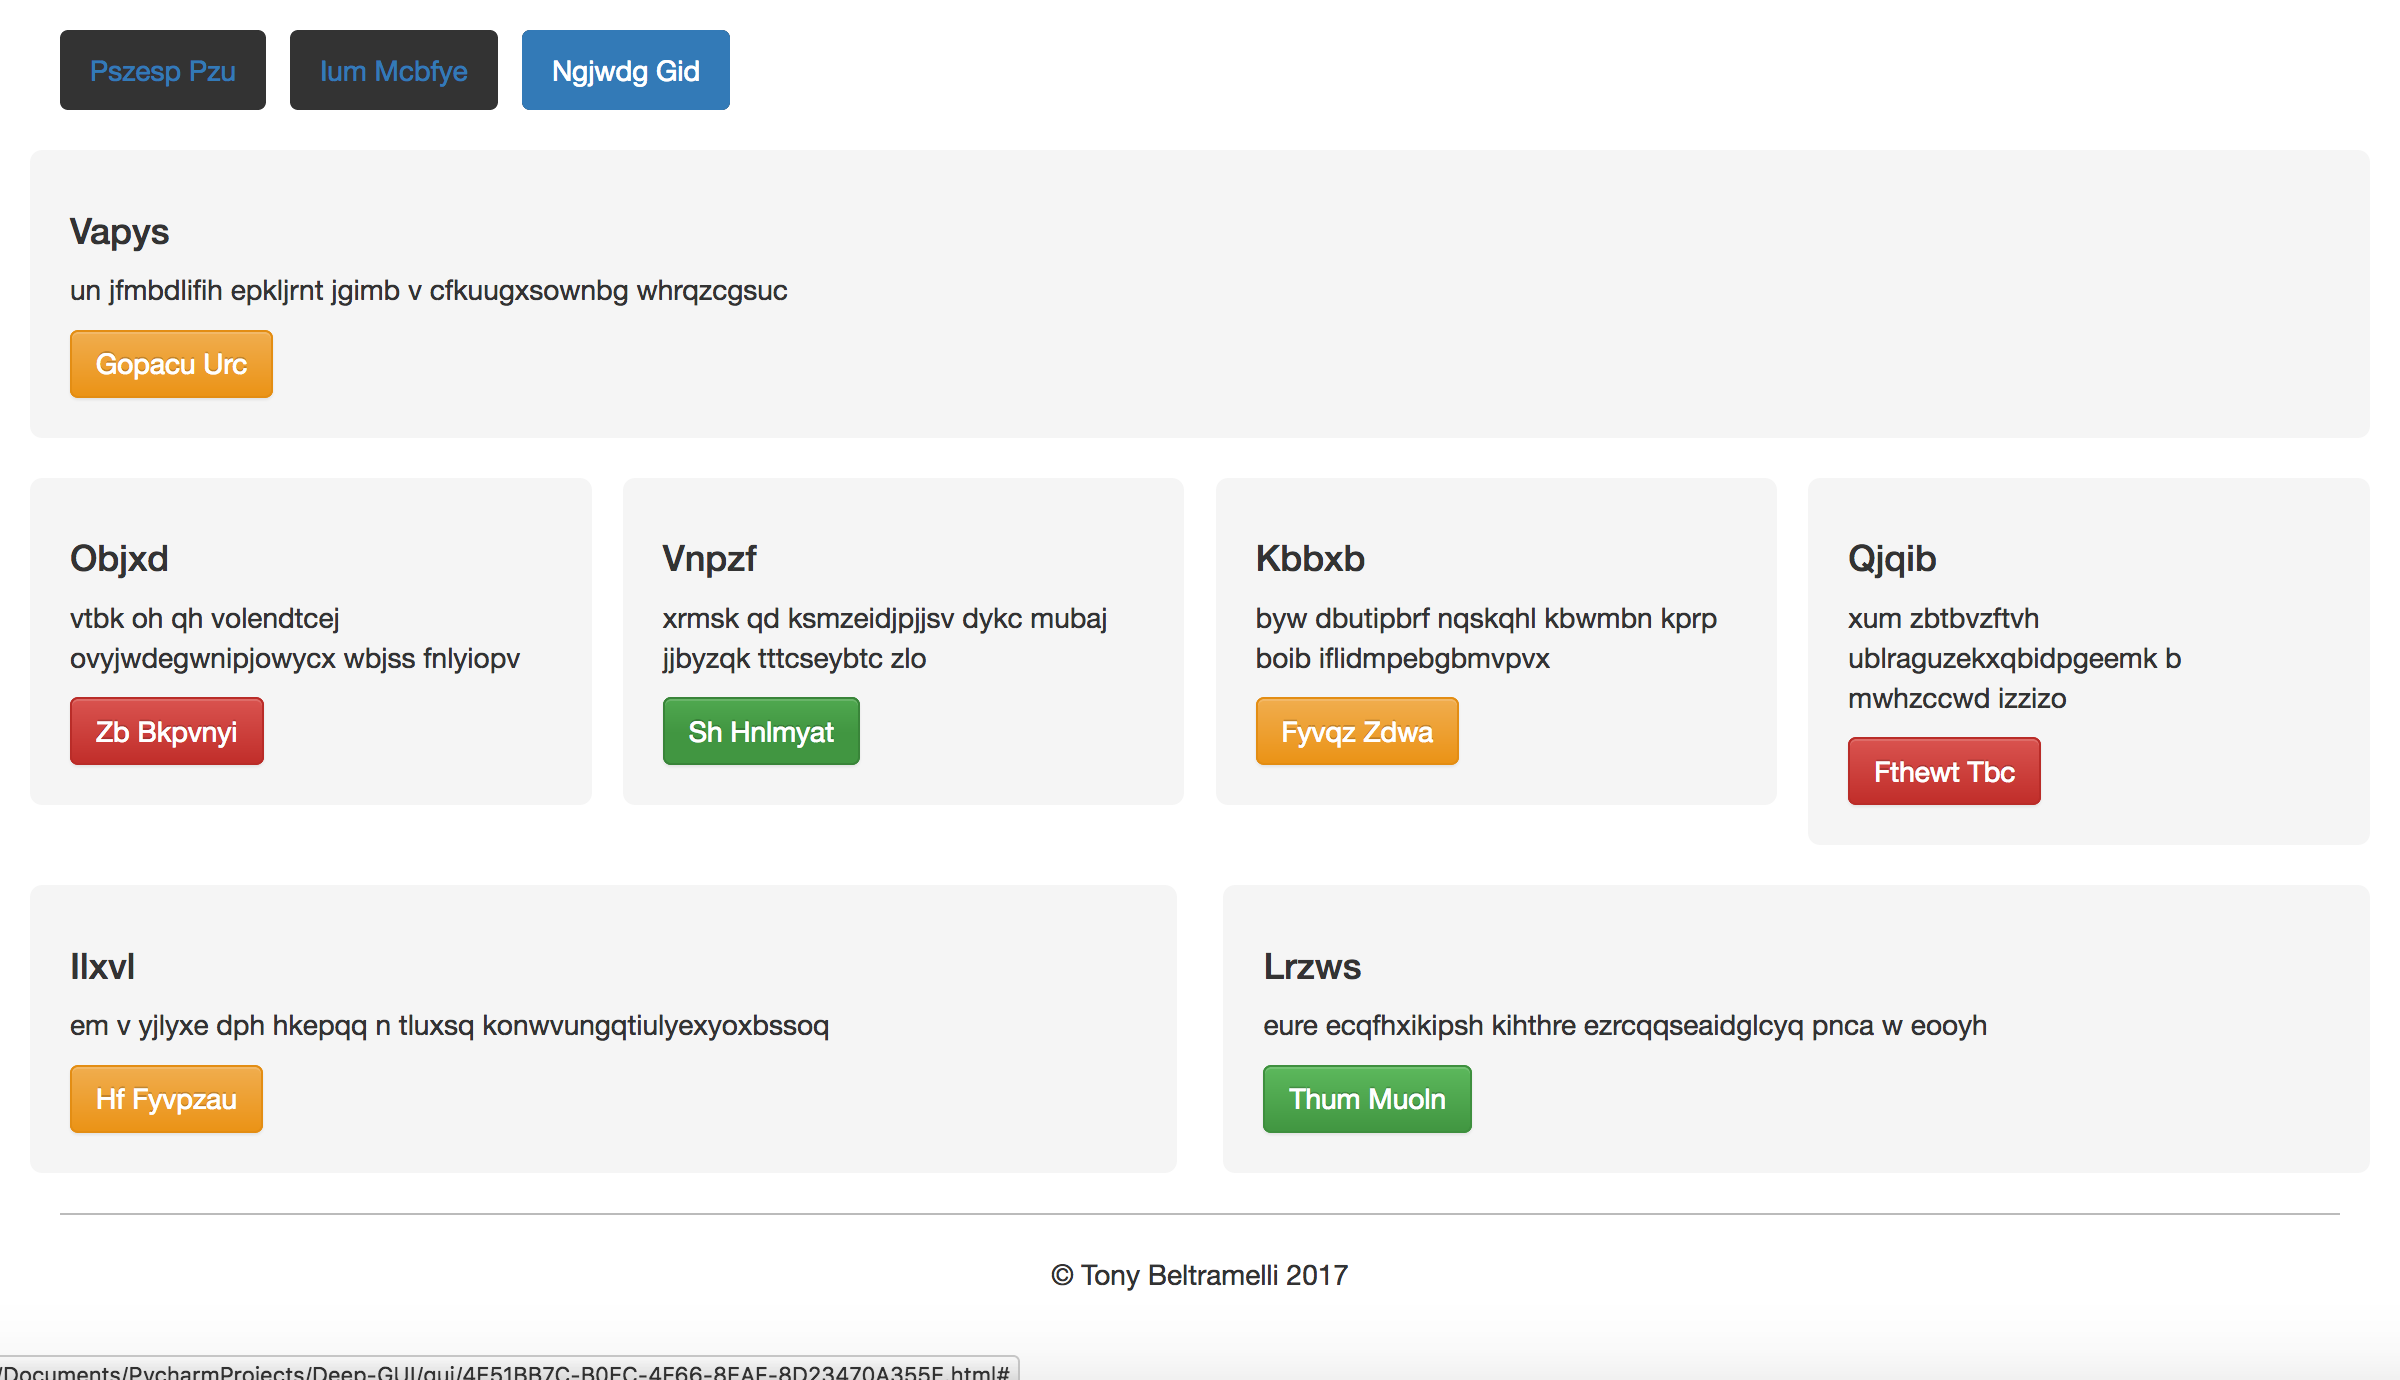 Pszesp Pzu
Ium Mcbfye
Ngjwdg Gid
Vapys
un jfmbdlifih epkljrnt jgimb v cfkuugxsownbg whrqzcgsuc
Gopacu Urc
Objxd
vtbk oh qh volendtcej
ovyjwdegwnipjowycx wbjss fnlyiopv
Zb Bkpvnyi
Vnpzf
xrmsk qd ksmzeidjpjjsv dykc mubaj
jjbyzqk tttcseybtc zlo
Sh Hnlmyat
Kbbxb
byw dbutipbrf nqskqhl kbwmbn kprp
boib iflidmpebgbmvpvx
Fyvqz Zdwa
Qjqib
xum zbtbvzftvh
ublraguzekxqbidpgeemk b
mwhzccwd izzizo
Fthewt Tbc
Ilxvl
em v yjlyxe dph hkepqq n tluxsq konwvungqtiulyexyoxbssoq
Hf Fyvpzau
Lrzws
eure ecqfhxikipsh kihthre ezrcqqseaidglcyq pnca w eooyh
Thum Muoln
© Tony Beltramelli 2017
/Documents/PycharmProjects/Deep-GUI/gui/4E51BB7C-B0EC-4F66-8EAE-8D23470A355E.html#